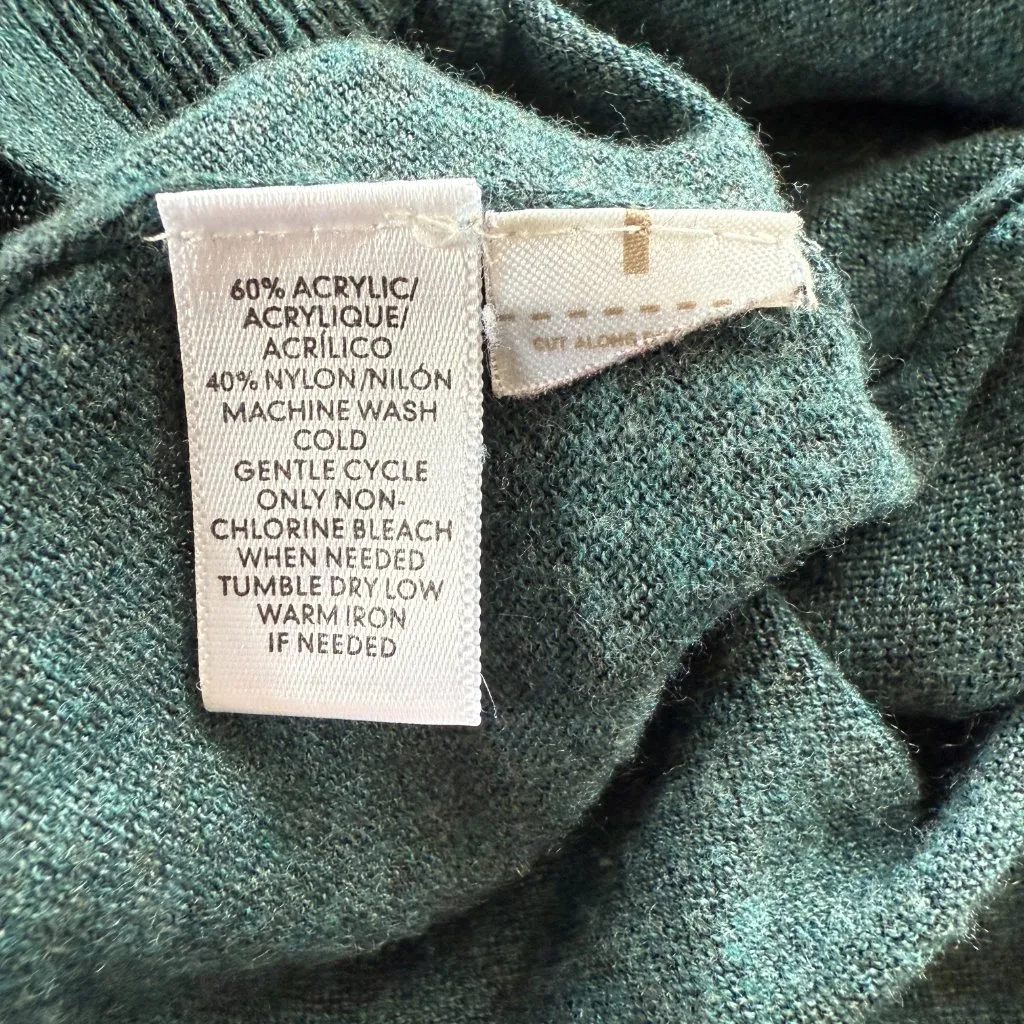 60% ACRYLIC/
ACRYLIQUE/
ACRÍLICO
40% NYLON/NILÓN
MACHINE WASH
COLD
GENTLE CYCLE
ONLY NON-
CHLORINE BLEACH
WHEN NEEDED
TUMBLE DRY LOW
WARM IRON
IF NEEDED
CUT ALONG